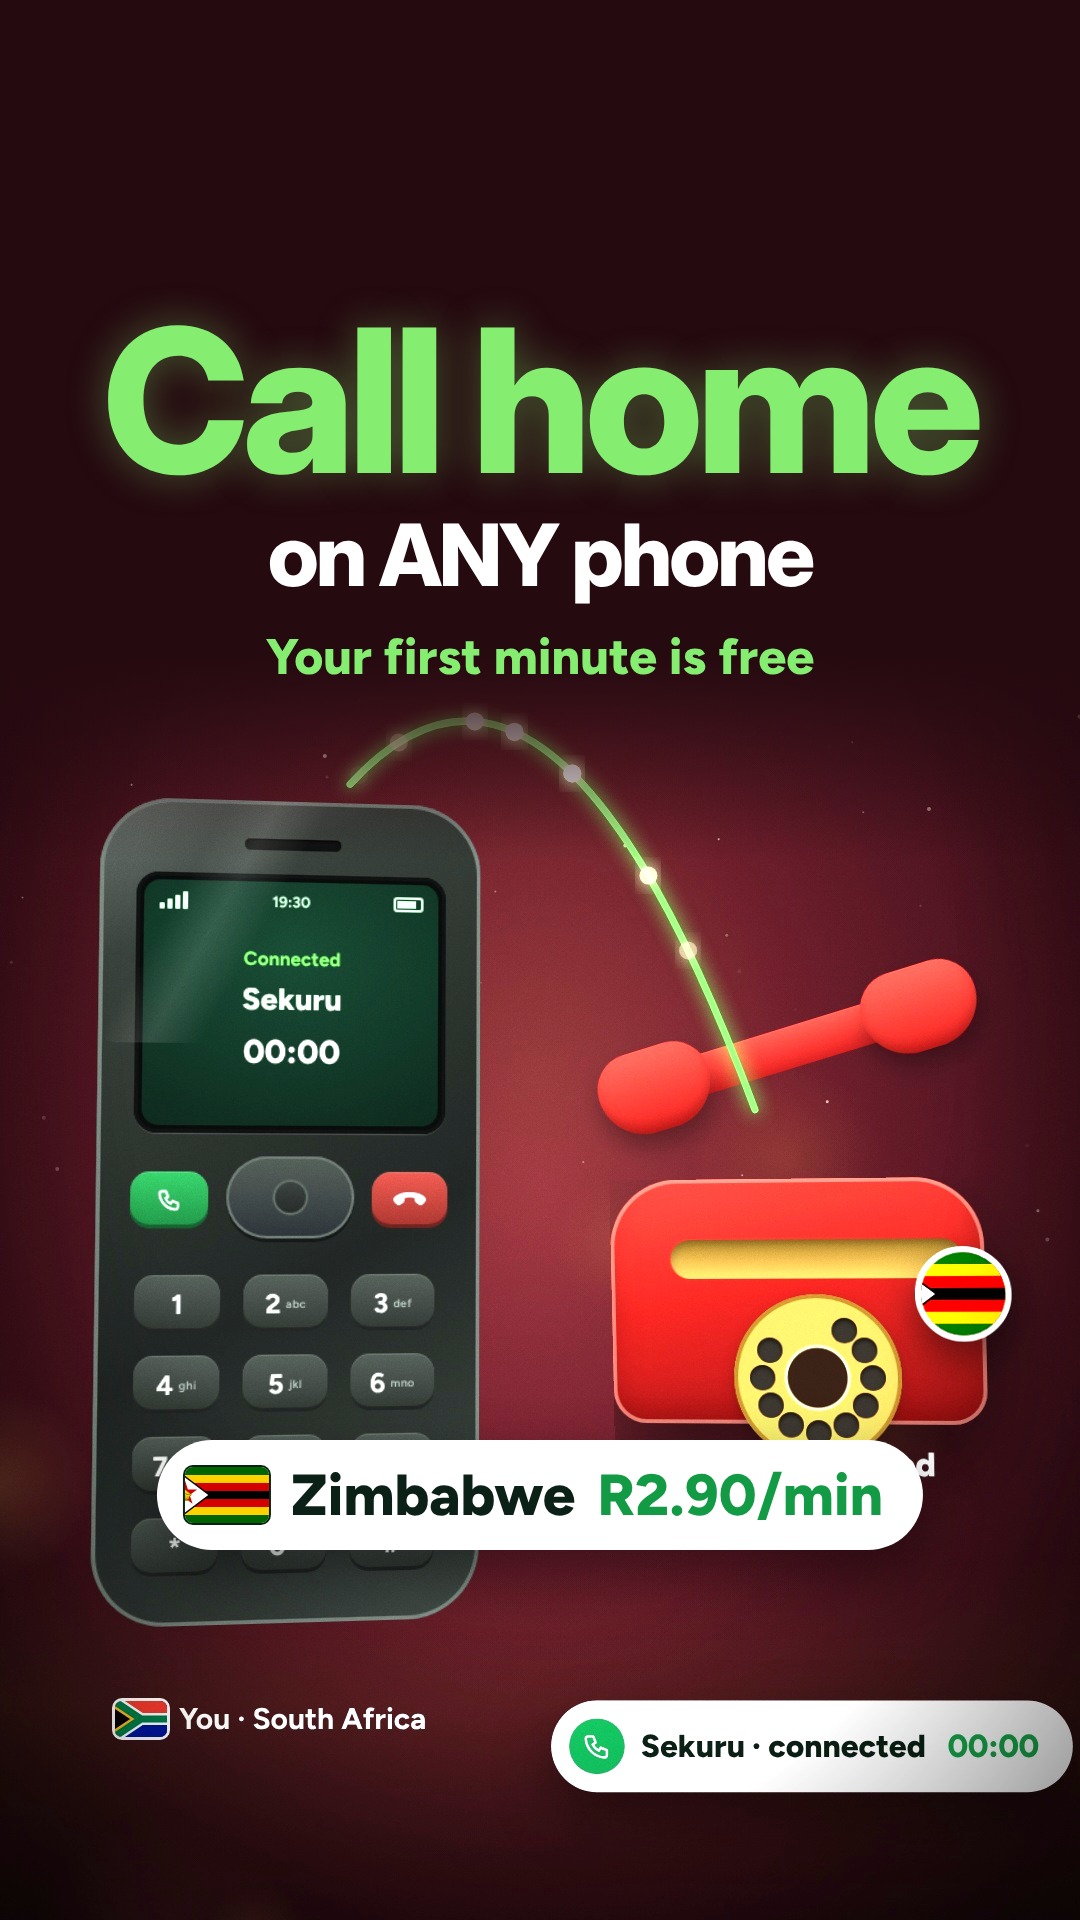 Call home
on ANY phone
Your first minute is free
19:30
Connected
Sekuru
00:00
1
2 abc
3 def
4 ghi
5 jkl
6 mno
7
Zimbabwe R2.90/min
*
You · South Africa
Sekuru · connected 00:00